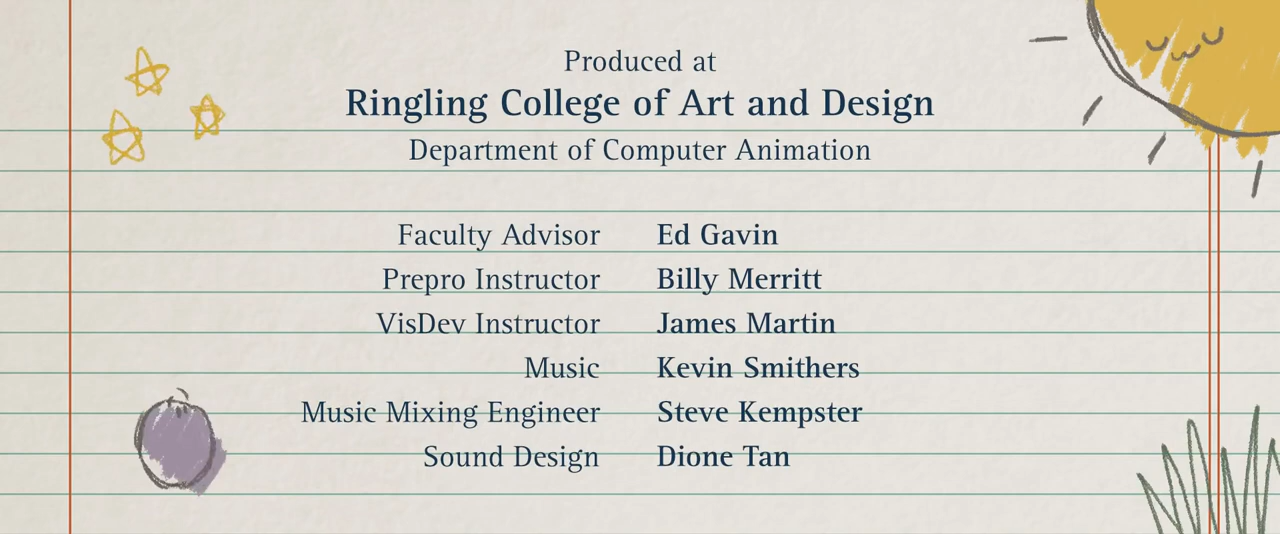 Produced at
Ringling College of Art and Design
Department of Computer Animation
Faculty Advisor Ed Gavin
Prepro Instructor Billy Merritt
VisDev Instructor James Martin
Music Kevin Smithers
Music Mixing Engineer Steve Kempster
Sound Design Dione Tan